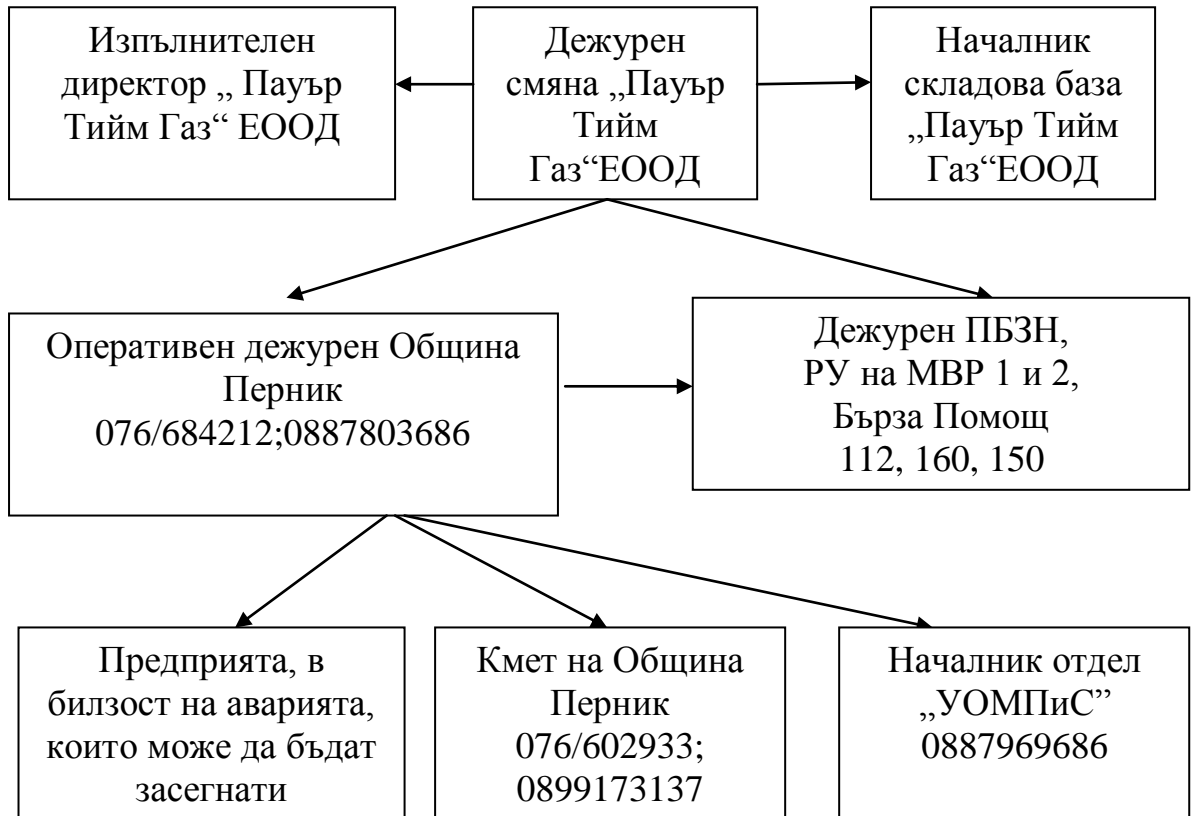 Изпълнителен
директор „ Пауър
Тийм Газ“ ЕООД
Дежурен
смяна „Пауър
Тийм
Газ“ЕООД
Началник
складова база
„Пауър Тийм
Газ“ЕООД
Оперативен дежурен Община
Перник
076/684212;0887803686
Дежурен ПБЗН,
РУ на МВР 1 и 2,
Бърза Помощ
112, 160, 150
Предприята, в
билзост на аварията,
които може да бъдат
засегнати
Кмет на Община
Перник
076/602933;
0899173137
Началник отдел
„УОМПиС”
0887969686